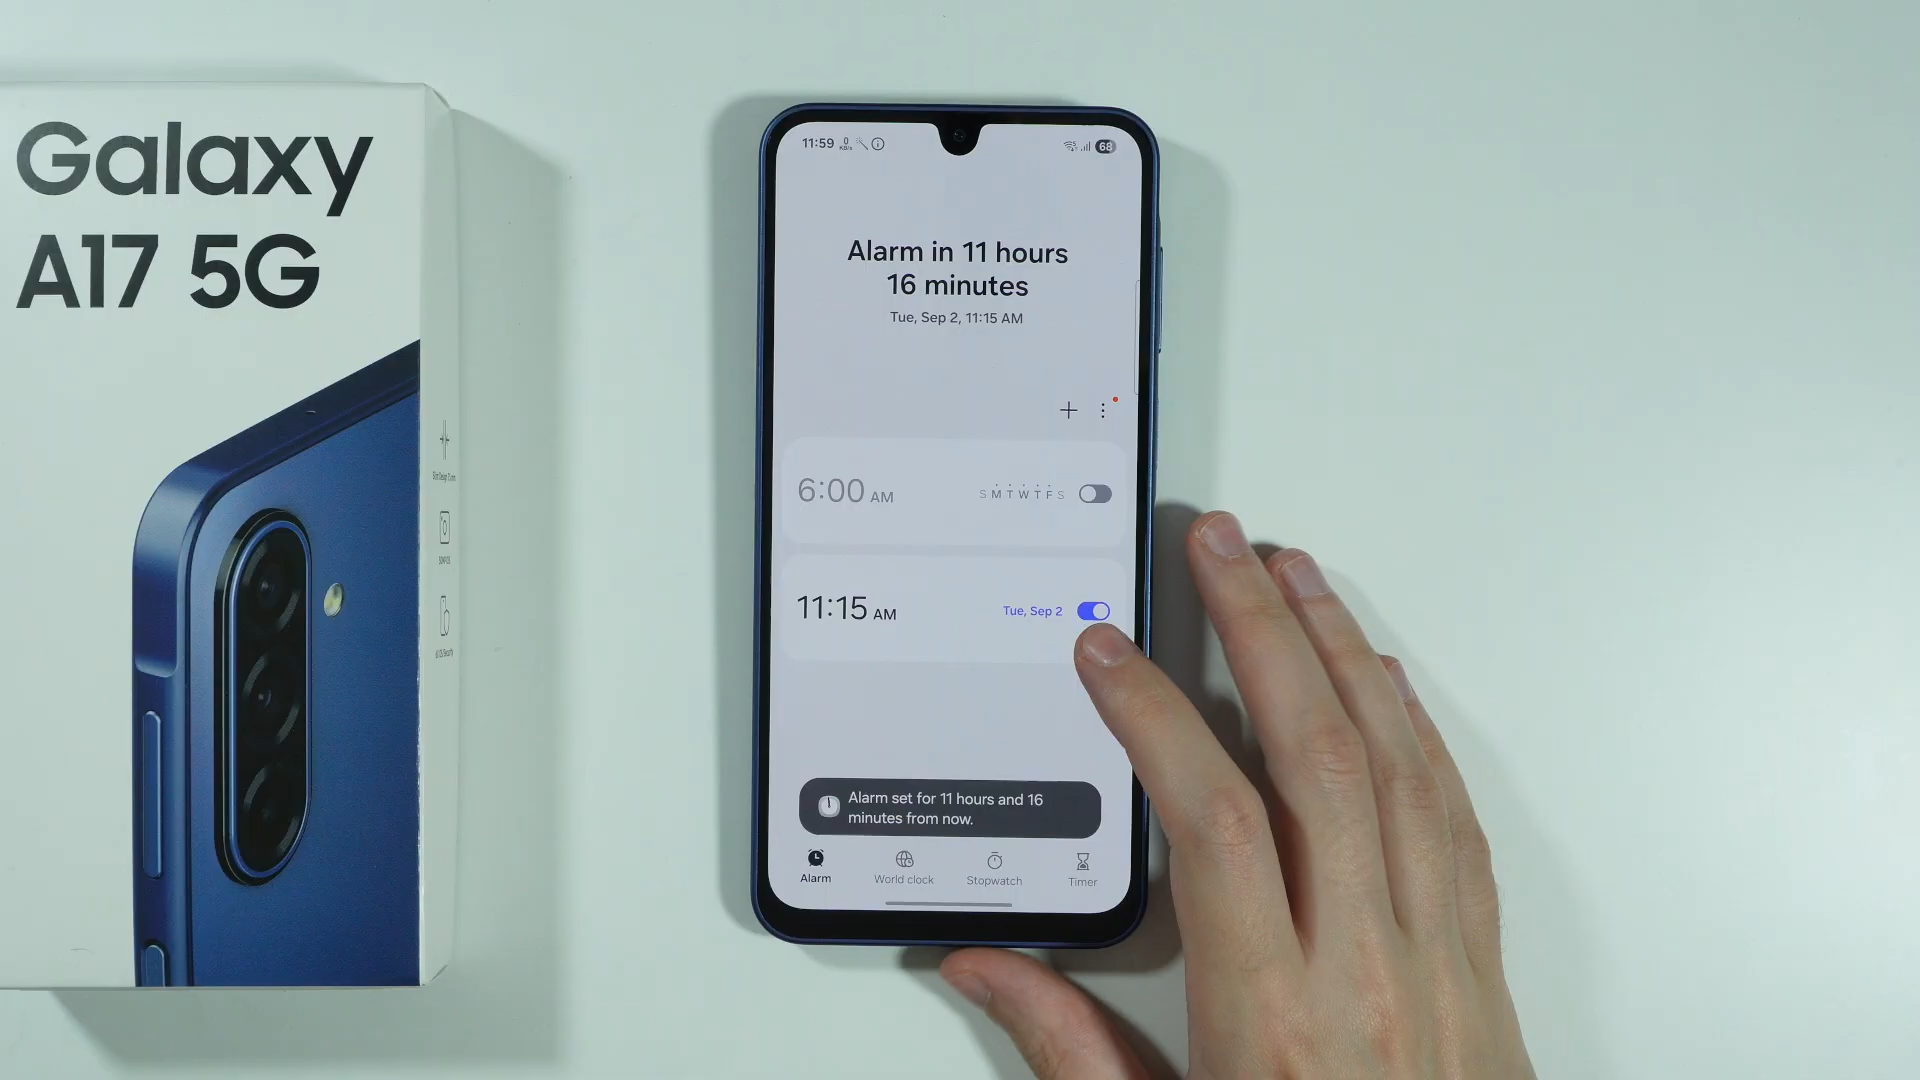 Galaxy
A17 5G
11:59
68
Alarm in 11 hours
16 minutes
Tue, Sep 2, 11:15 AM
6:00 AM
S M T W T F S
11:15 AM
Tue, Sep 2
Alarm set for 11 hours and 16
minutes from now.
Alarm
World clock
Stopwatch
Timer